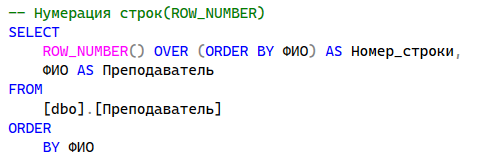 -- Нумерация строк(ROW_NUMBER)
SELECT
ROW_NUMBER() OVER (ORDER BY ФИО) AS Номер_строки,
ФИО AS Преподаватель
FROM
[dbo].[Преподаватель]
ORDER
BY ФИО